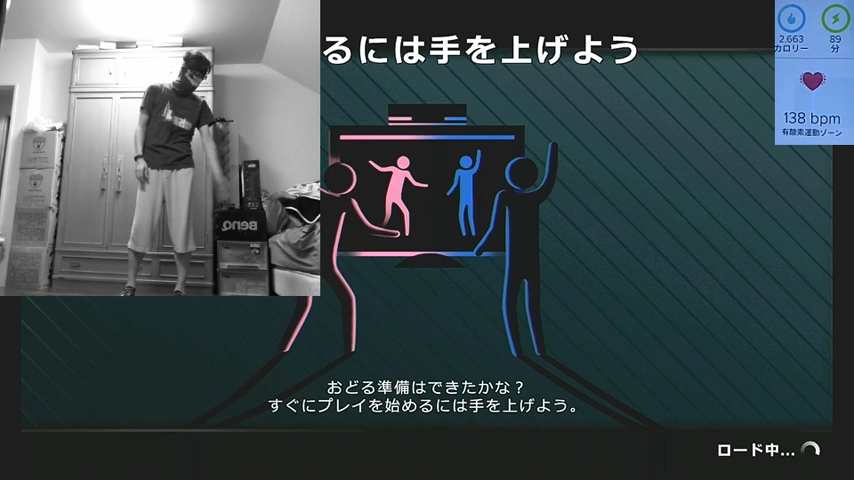 るには手を上げよう
2,663
カロリー
89
分
138 bpm
有酸素運動ゾーン
BenQ
おどる準備はできたかな？
すぐにプレイを始めるには手を上げよう。
ロード中...